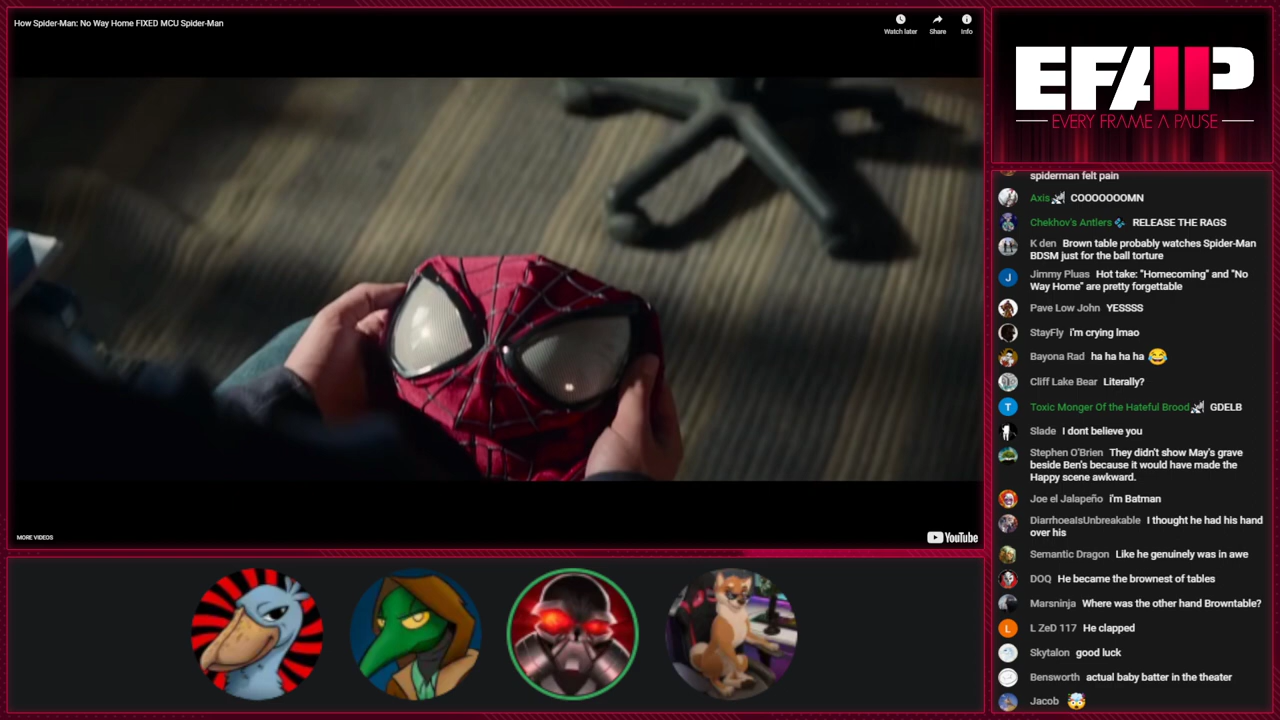 How Spider-Man: No Way Home FIXED MCU Spider-Man
Watch later
Share
Info
MORE VIDEOS
YouTube
EFAP
EVERY FRAME A PAUSE
spiderman felt pain
Axis COOOOOOOMN
Chekhov's Antlers RELEASE THE RAGS
K den Brown table probably watches Spider-Man
BDSM just for the ball torture
J
Jimmy Pluas Hot take: "Homecoming" and "No
Way Home" are pretty forgettable
Pave Low John YESSSS
StayFly i'm crying lmao
Bayona Rad ha ha ha ha 😂
Cliff Lake Bear Literally?
T
Toxic Monger Of the Hateful Brood GDELB
Slade I dont believe you
Stephen O'Brien They didn't show May's grave
beside Ben's because it would have made the
Happy scene awkward.
Joe el Jalapeño i'm Batman
DiarrhoeaIsUnbreakable I thought he had his hand
over his
Semantic Dragon Like he genuinely was in awe
DOQ He became the brownest of tables
Marsninja Where was the other hand Browntable?
L
L ZeD 117 He clapped
Skytalon good luck
Bensworth actual baby batter in the theater
Jacob 🤯